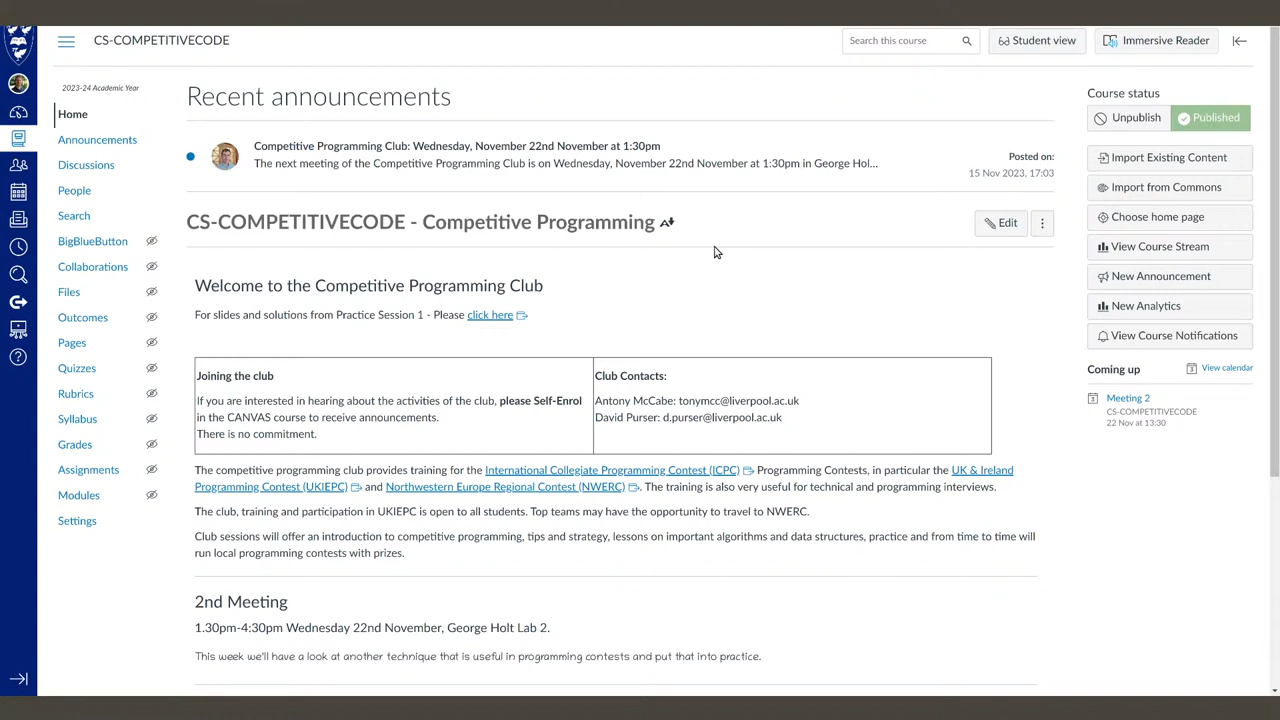 CS-COMPETITIVECODE
Search this course
Student view
Immersive Reader
2023-24 Academic Year
Home
Announcements
Discussions
People
Search
BigBlueButton
Collaborations
Files
Outcomes
Pages
Quizzes
Rubrics
Syllabus
Grades
Assignments
Modules
Settings
Recent announcements
Competitive Programming Club: Wednesday, November 22nd November at 1:30pm
The next meeting of the Competitive Programming Club is on Wednesday, November 22nd November at 1:30pm in George Hol...
Posted on:
15 Nov 2023, 17:03
CS-COMPETITIVECODE - Competitive Programming
Edit
Welcome to the Competitive Programming Club
For slides and solutions from Practice Session 1 - Please click here
Joining the club
If you are interested in hearing about the activities of the club, please Self-Enrol
in the CANVAS course to receive announcements.
There is no commitment.
Club Contacts:
Antony McCabe: tonymcc@liverpool.ac.uk
David Purser: d.purser@liverpool.ac.uk
The competitive programming club provides training for the International Collegiate Programming Contest (ICPC) Programming Contests, in particular the UK & Ireland
Programming Contest (UKIEPC) and Northwestern Europe Regional Contest (NWERC). The training is also very useful for technical and programming interviews.
The club, training and participation in UKIEPC is open to all students. Top teams may have the opportunity to travel to NWERC.
Club sessions will offer an introduction to competitive programming, tips and strategy, lessons on important algorithms and data structures, practice and from time to time will
run local programming contests with prizes.
2nd Meeting
1.30pm-4:30pm Wednesday 22nd November, George Holt Lab 2.
This week we'll have a look at another technique that is useful in programming contests and put that into practice.
Course status
Unpublish
Published
Import Existing Content
Import from Commons
Choose home page
View Course Stream
New Announcement
New Analytics
View Course Notifications
Coming up
View calendar
Meeting 2
CS-COMPETITIVECODE
22 Nov at 13:30